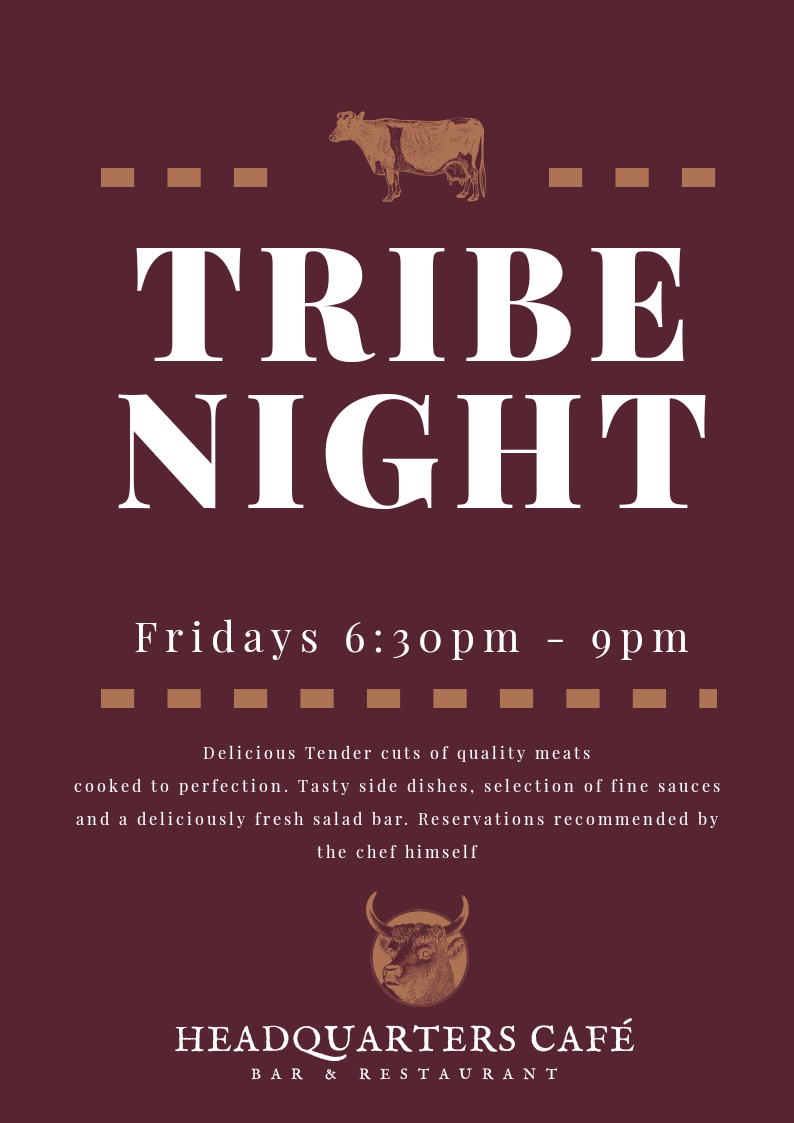 TRIBE
NIGHT
Fridays 6:30pm - 9pm
Delicious Tender cuts of quality meats
cooked to perfection. Tasty side dishes, selection of fine sauces
and a deliciously fresh salad bar. Reservations recommended by
the chef himself
HEADQUARTERS CAFÉ
BAR & RESTAURANT